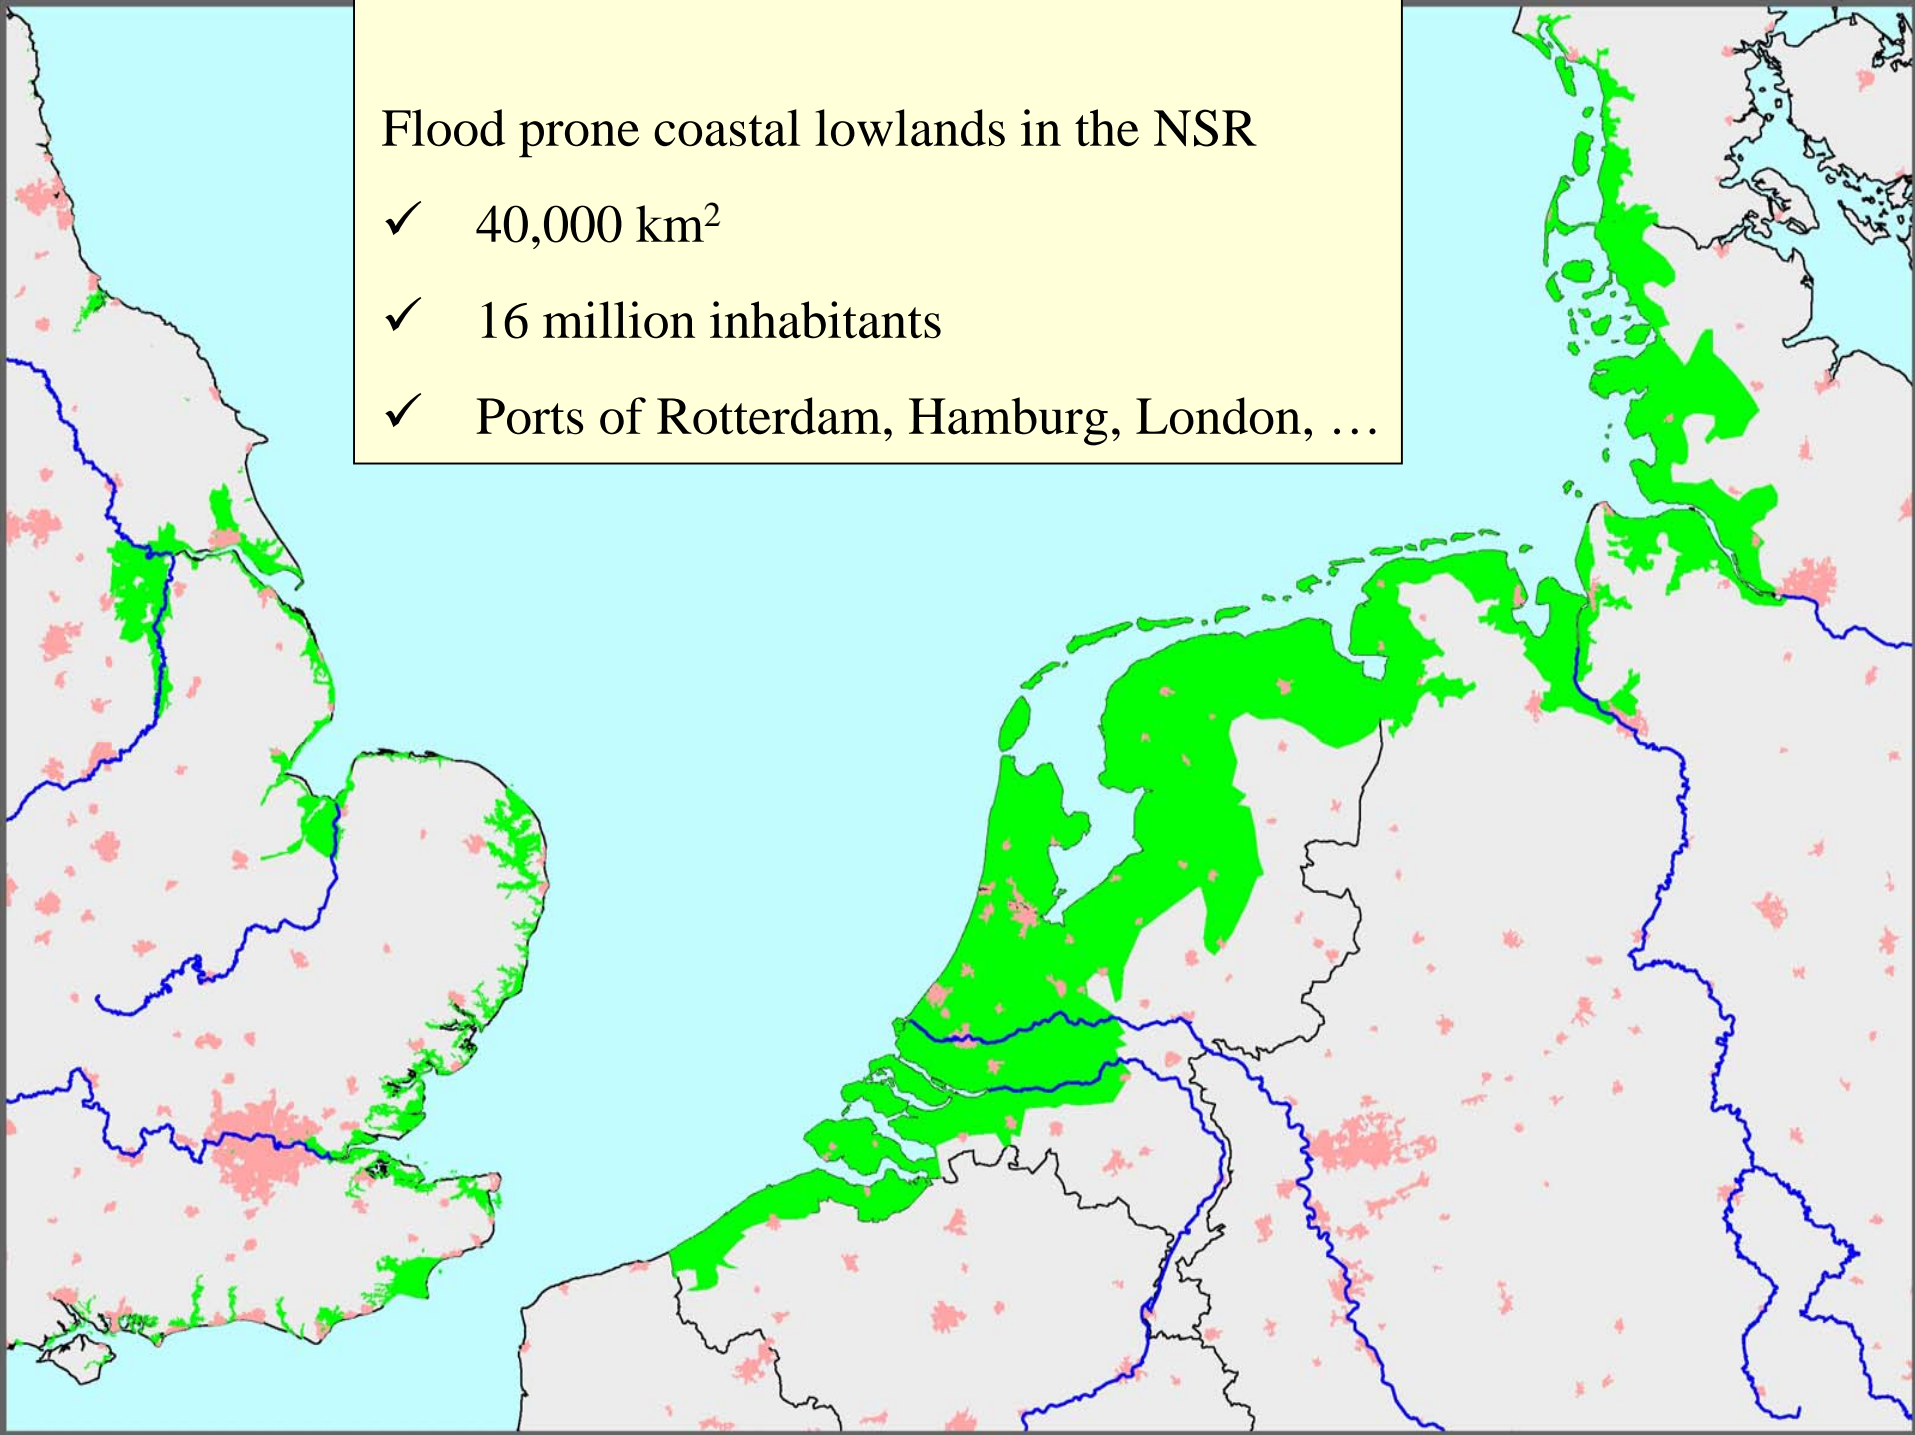 Flood prone coastal lowlands in the NSR
✓ 40,000 km²
✓ 16 million inhabitants
✓ Ports of Rotterdam, Hamburg, London, …